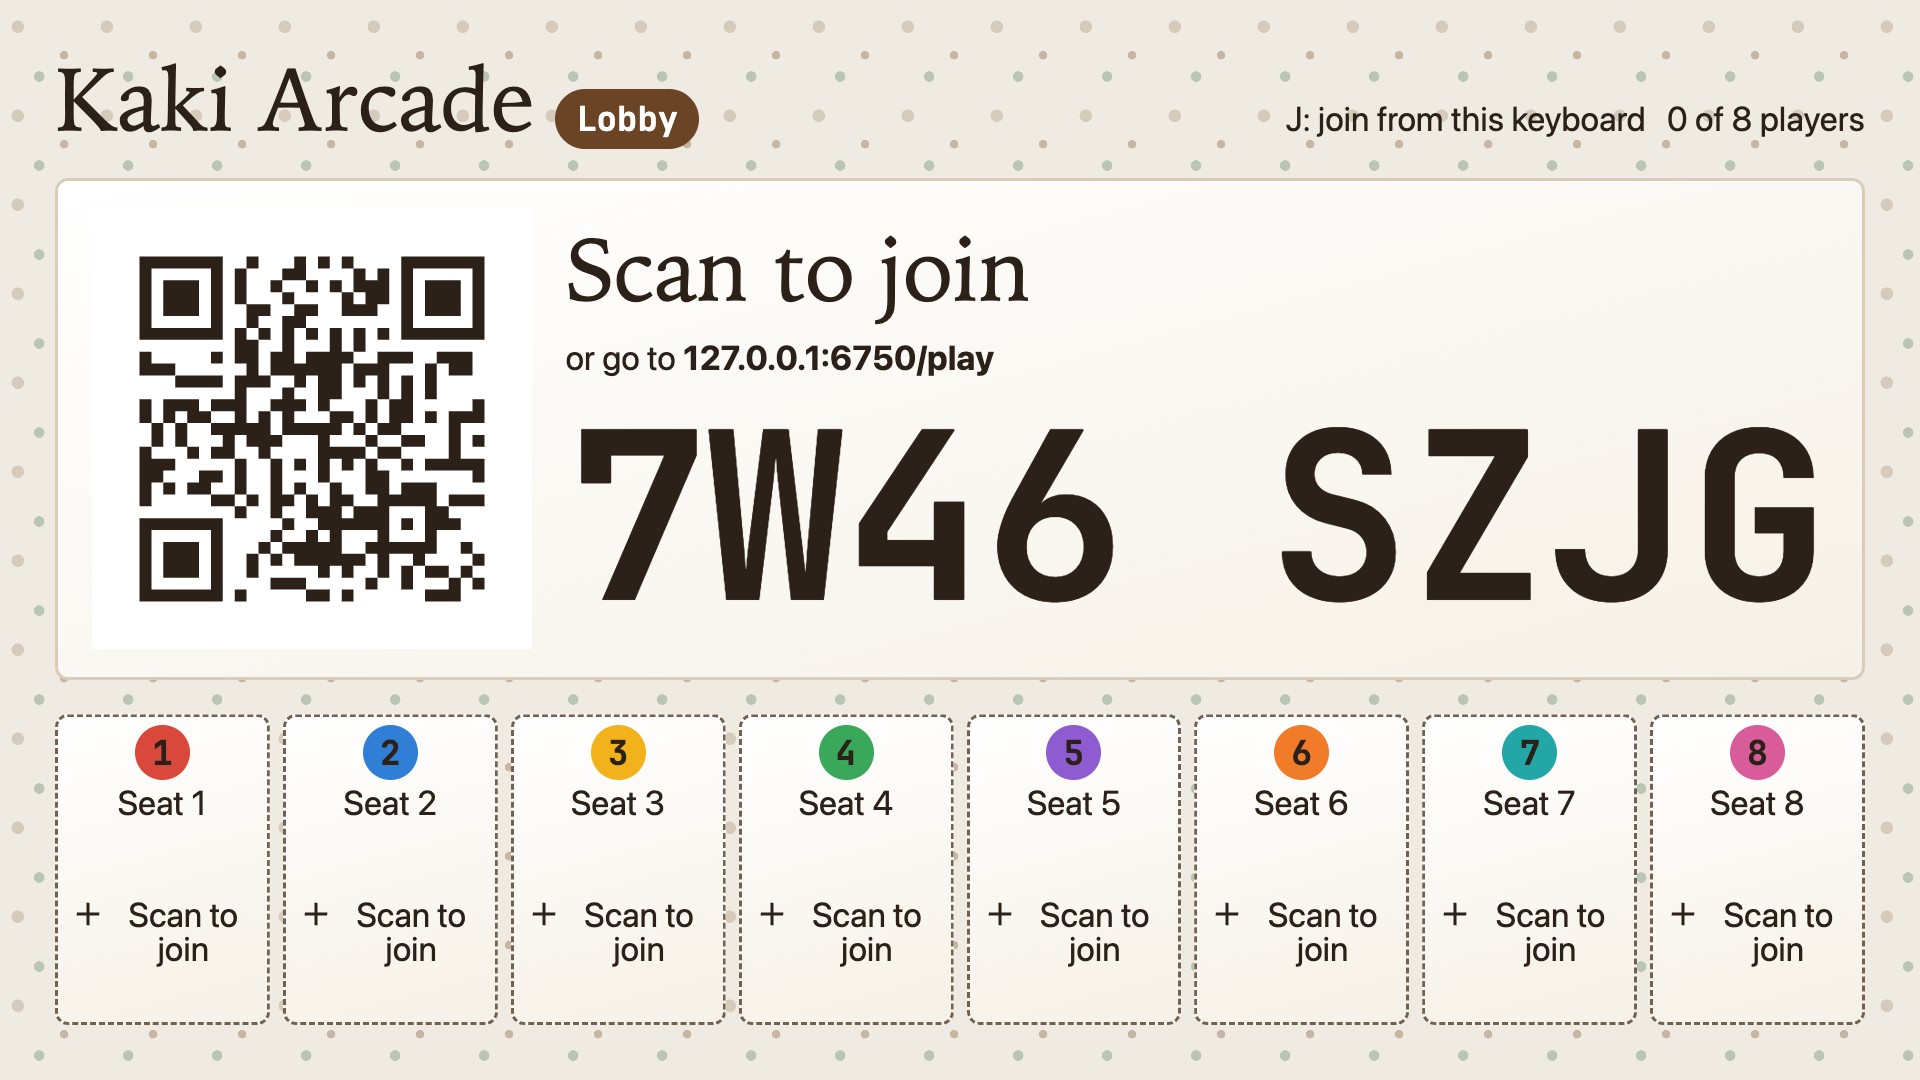 Kaki Arcade Lobby
J: join from this keyboard 0 of 8 players
Scan to join
or go to 127.0.0.1:6750/play
7W46 SZJG
1 2 3 4 5 6 7 8
Seat 1 Seat 2 Seat 3 Seat 4 Seat 5 Seat 6 Seat 7 Seat 8
+ Scan to + Scan to + Scan to + Scan to + Scan to + Scan to + Scan to + Scan to
join join join join join join join join